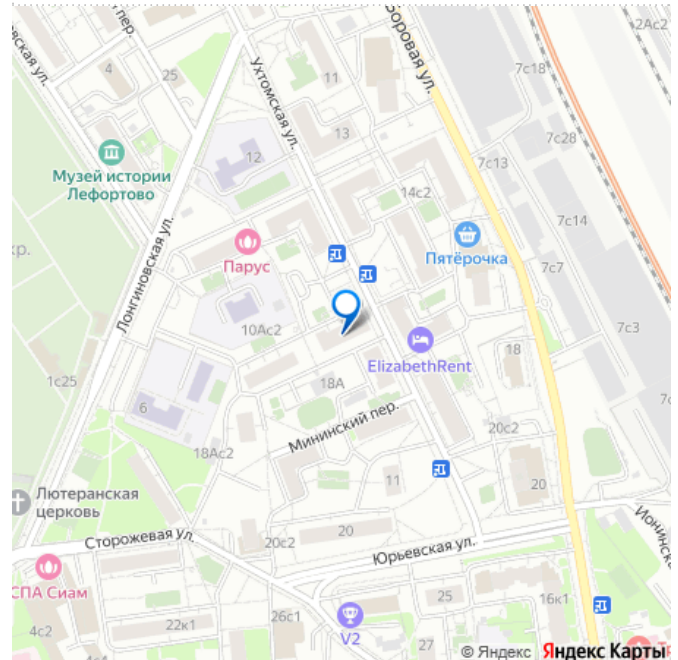 пер.
4
25
вская ул.
Ухтомская ул.
11
Боровая ул.
2Ас2
7с18
13
7с28
Музей истории
Лефортово
12
7с13
14с2
7с14
Лонгиновская ул.
Парус
Пятёрочка
7с7
10Ас2
7с3
ElizabethRent
18
1с25
18А
6
Мининский пер.
18Ас2
20с2
11
20
Лютеранская
церковь
Сторожевая ул.
20
20с2
Юрьевская ул.
СПА Сиам
25
16к1
4с2
22к1
26с1
V2
27
© Яндекс Яндекс Карты